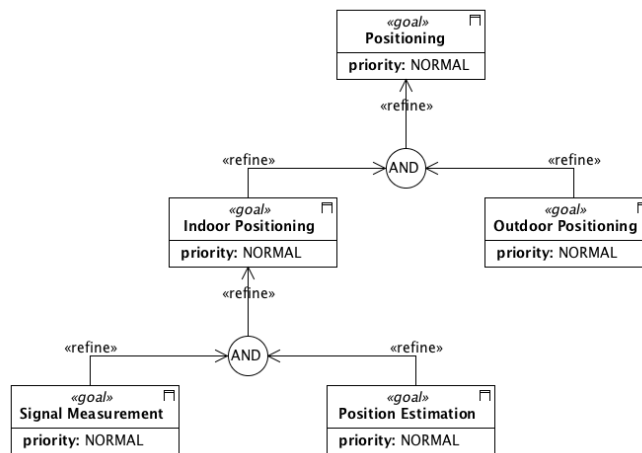 «goal»
Positioning
priority: NORMAL
«refine»
«refine»
AND
«refine»
«goal»
Indoor Positioning
priority: NORMAL
«goal»
Outdoor Positioning
priority: NORMAL
«refine»
«refine»
AND
«refine»
«goal»
Signal Measurement
priority: NORMAL
«goal»
Position Estimation
priority: NORMAL